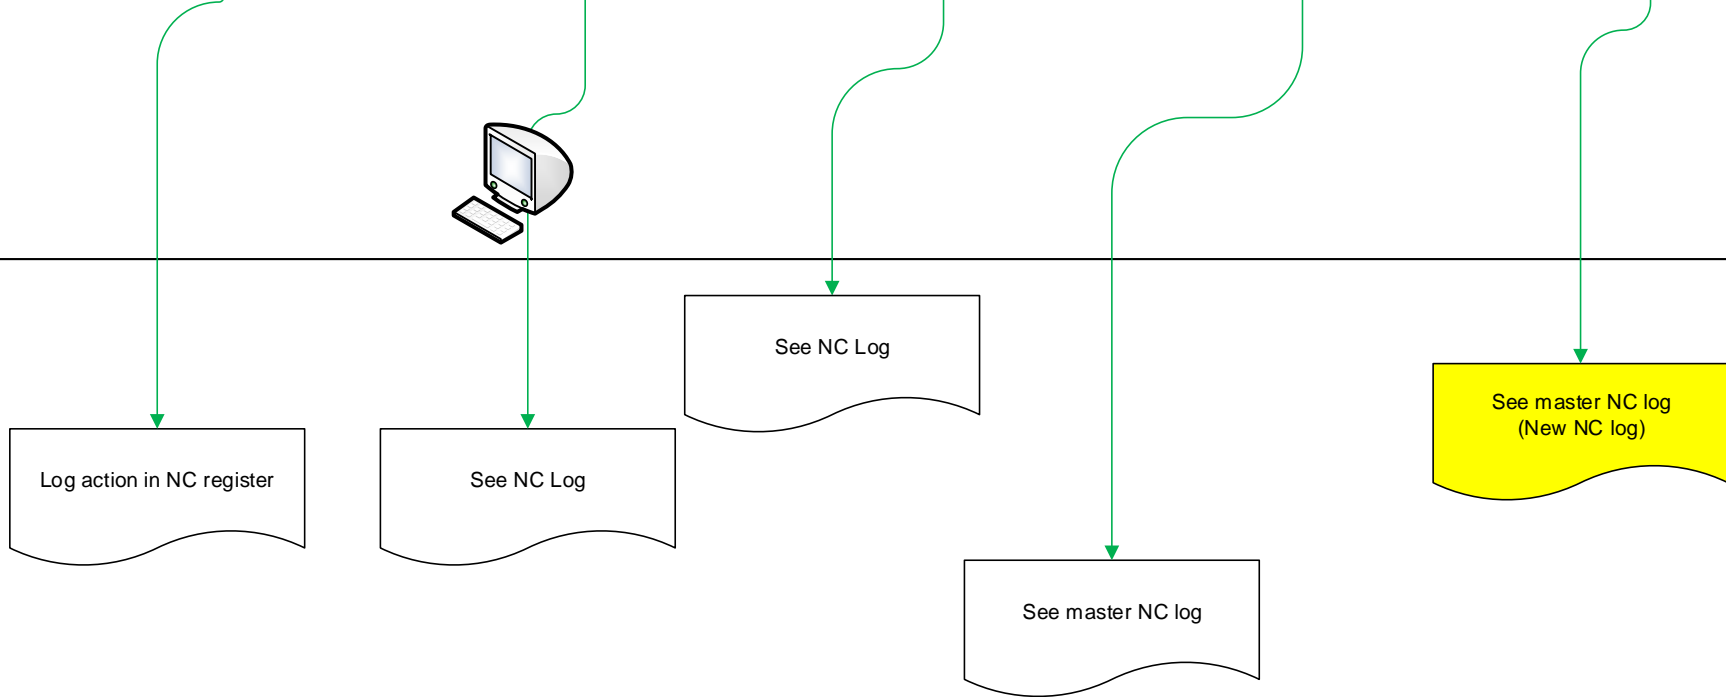 See NC Log
See master NC log
(New NC log)
Log action in NC register
See NC Log
See master NC log